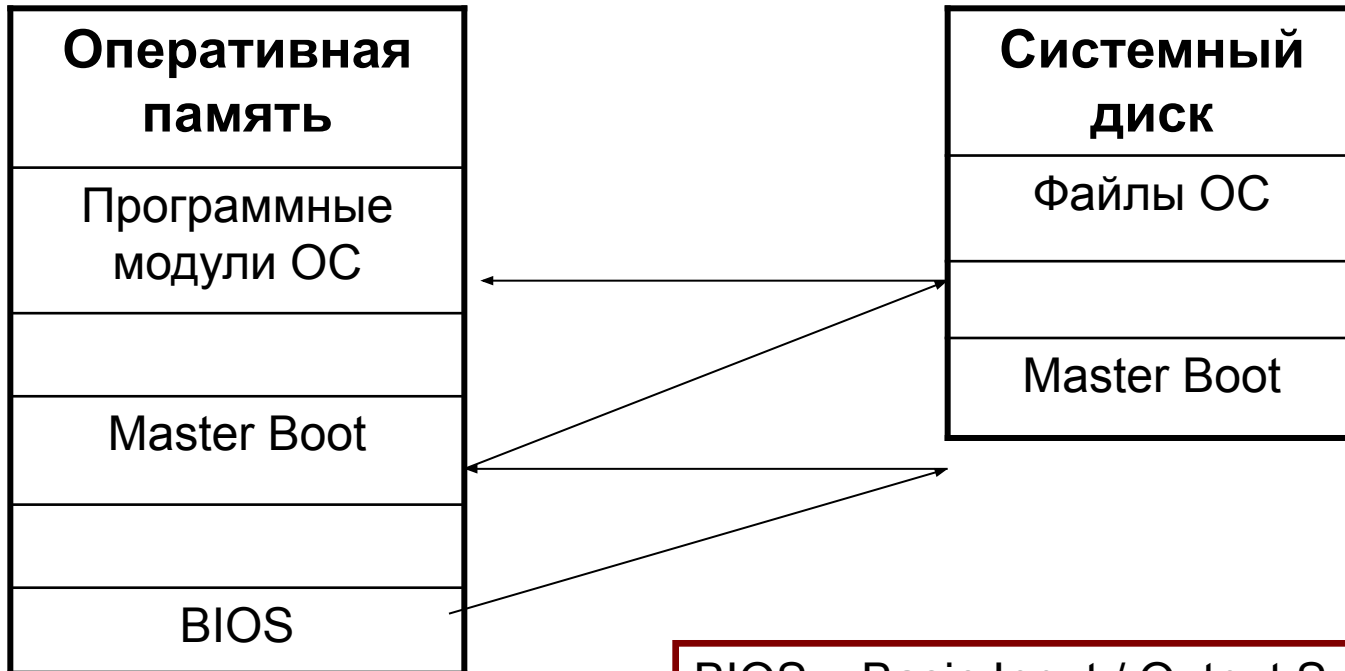 Оперативная
память
Программные
модули ОС
Master Boot
BIOS
Системный
диск
Файлы ОС
Master Boot